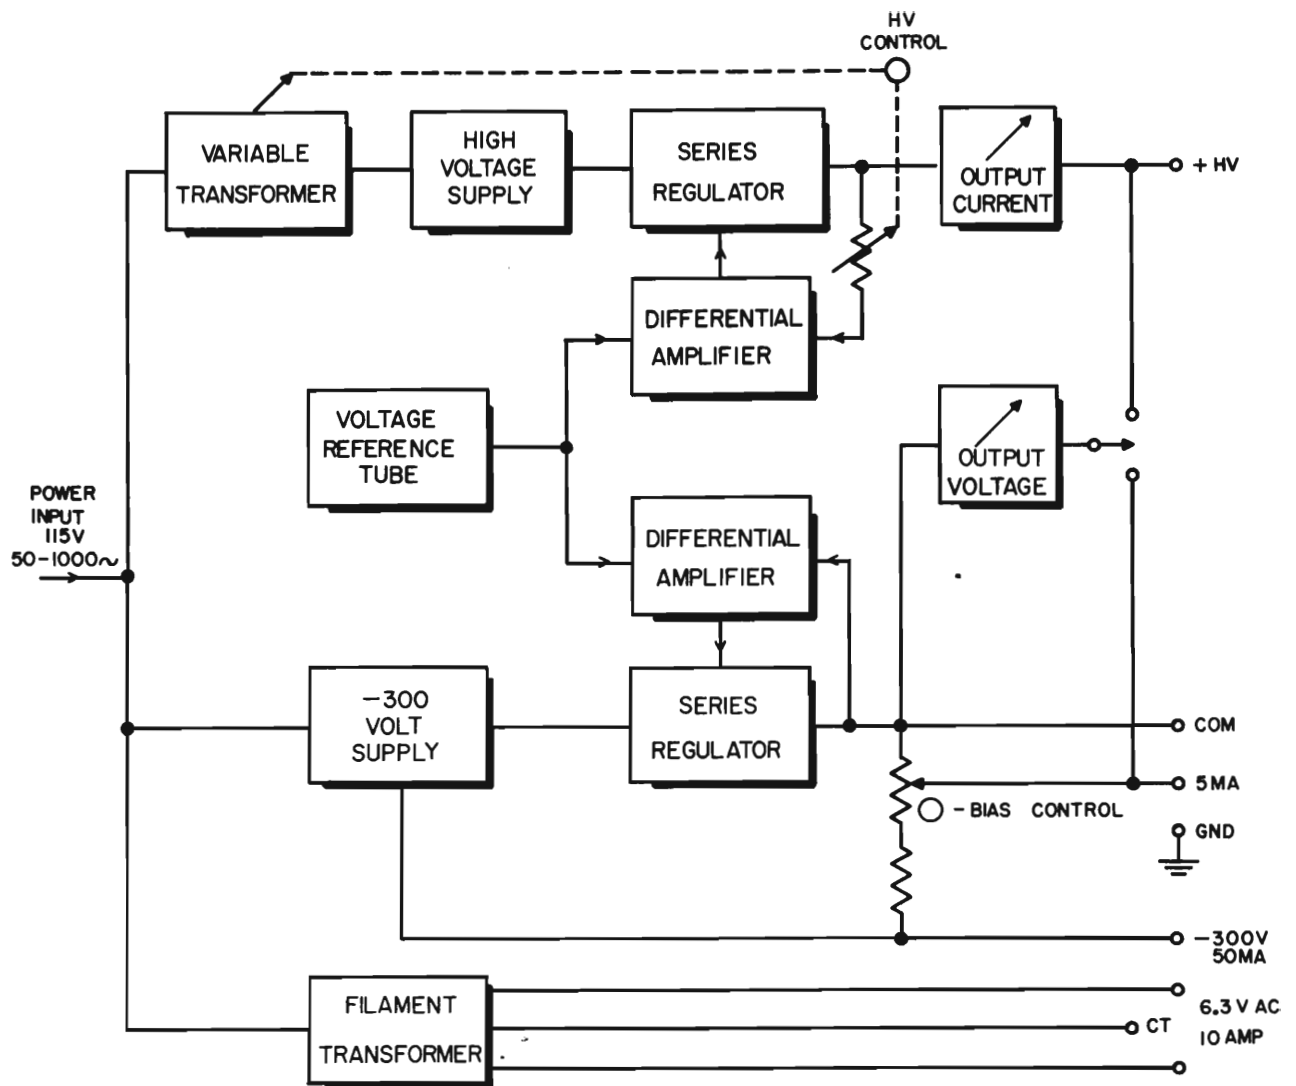 HV
CONTROL
VARIABLE
TRANSFORMER
HIGH
VOLTAGE
SUPPLY
SERIES
REGULATOR
OUTPUT
CURRENT
+ HV
DIFFERENTIAL
AMPLIFIER
VOLTAGE
REFERENCE
TUBE
OUTPUT
VOLTAGE
POWER
INPUT
115V
50-1000~
DIFFERENTIAL
AMPLIFIER
-300
VOLT
SUPPLY
SERIES
REGULATOR
COM
5MA
-BIAS CONTROL
GND
-300V
50MA
FILAMENT
TRANSFORMER
CT
6.3 V AC
10 AMP